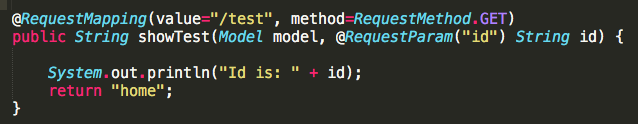 @RequestMapping(value="/test", method=RequestMethod.GET)
public String showTest(Model model, @RequestParam("id") String id) {
System.out.println("Id is: " + id);
return "home";
}